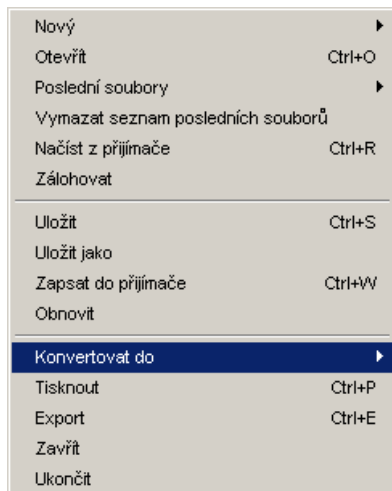 Nový
Otevřít Ctrl+O
Poslední soubory
Vymazat seznam posledních souborů
Načíst z přijímače Ctrl+R
Zálohovat
Uložit Ctrl+S
Uložit jako
Zapsat do přijímače Ctrl+W
Obnovit
Konvertovat do
Tisknout Ctrl+P
Export Ctrl+E
Zavřít
Ukončit